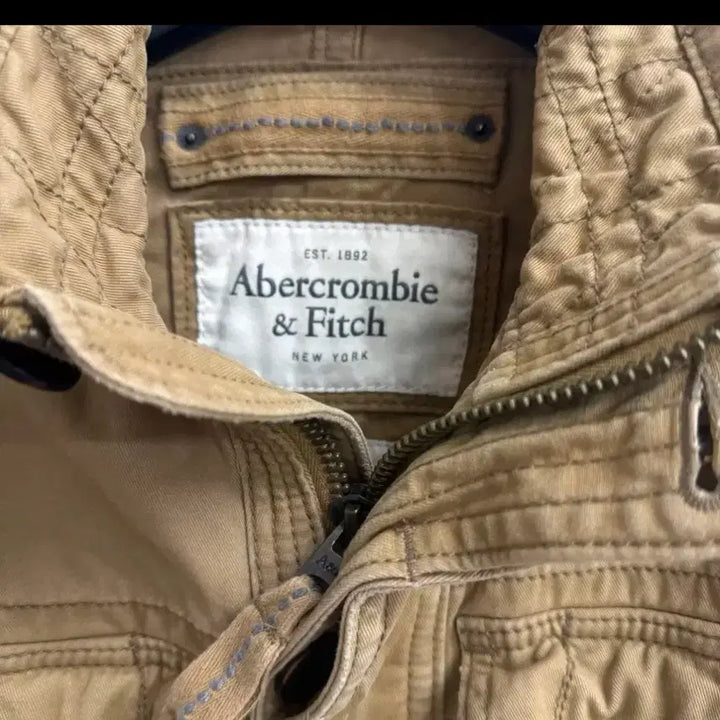 EST. 1892
Abercrombie
& Fitch
NEW YORK